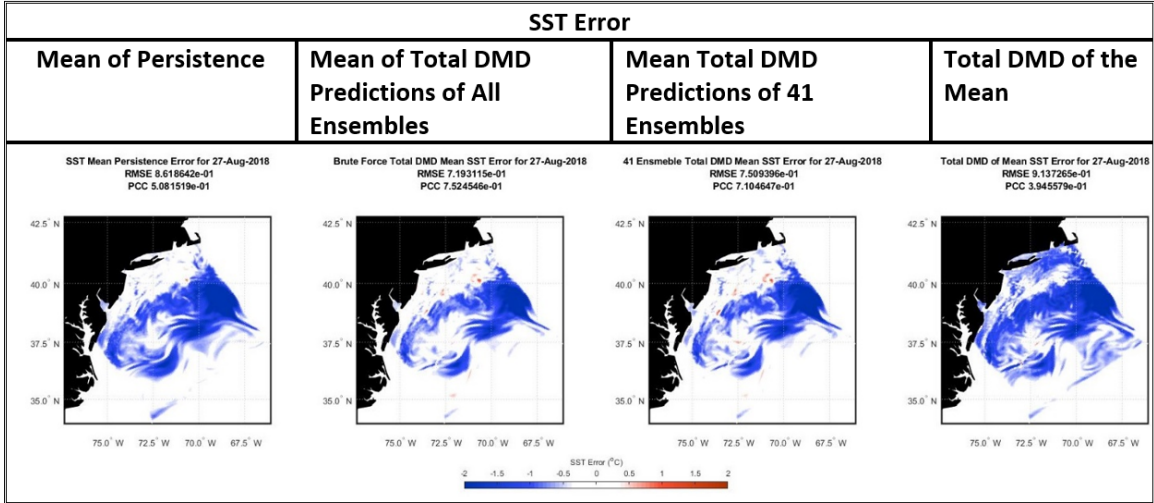 SST Error
Mean of Persistence
Mean of Total DMD
Predictions of All
Ensembles
Mean Total DMD
Predictions of 41
Ensembles
Total DMD of the
Mean
SST Mean Persistence Error for 27-Aug-2018
RMSE 8.618642e-01
PCC 5.081519e-01
Brute Force Total DMD Mean SST Error for 27-Aug-2018
RMSE 7.193115e-01
PCC 7.524546e-01
41 Ensmeble Total DMD Mean SST Error for 27-Aug-2018
RMSE 7.509396e-01
PCC 7.104647e-01
Total DMD of Mean SST Error for 27-Aug-2018
RMSE 9.137265e-01
PCC 3.945579e-01
42.5° N
40.0° N
37.5° N
35.0° N
75.0° W 72.5° W 70.0° W 67.5° W
42.5° N
40.0° N
37.5° N
35.0° N
75.0° W 72.5° W 70.0° W 67.5° W
42.5° N
40.0° N
37.5° N
35.0° N
75.0° W 72.5° W 70.0° W 67.5° W
42.5° N
40.0° N
37.5° N
35.0° N
75.0° W 72.5° W 70.0° W 67.5° W
SST Error (°C)
-2 -1.5 -1 -0.5 0 0.5 1 1.5 2